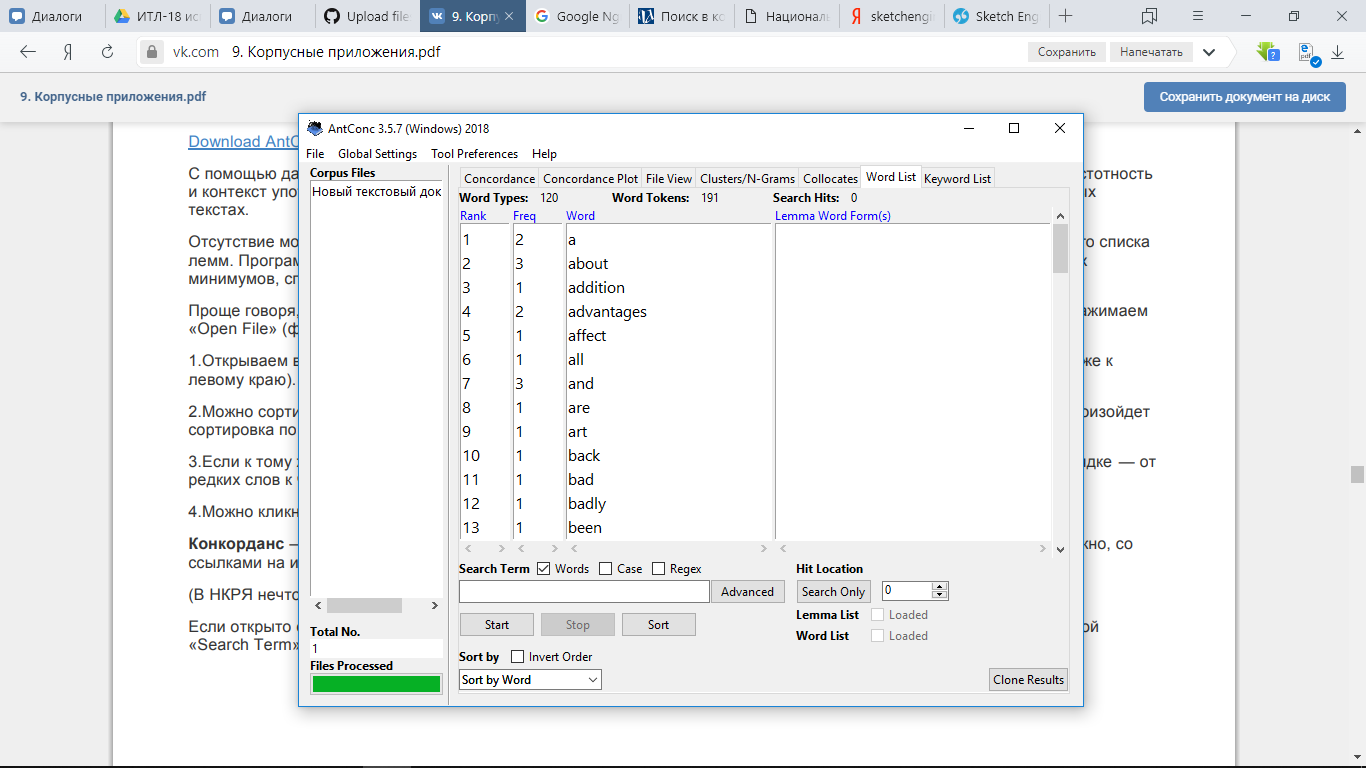 Диалоги
ИТЛ-18 ис
Диалоги
Upload file
9. Корпу
Google Ng
Поиск в ко
Националь
sketchengi
Sketch Eng
vk.com 9. Корпусные приложения.pdf
Сохранить
Напечатать
9. Корпусные приложения.pdf
Сохранить документ на диск
Download AntC
С помощью да
и контекст упо
текстах.
Отсутствие мо
лемм. Програм
минимумов, сп
Проще говоря,
«Open File» (ф
1.Открываем в
левому краю).
2.Можно сорти
сортировка по
3.Если к тому
редких слов к
4.Можно кликн
Конкорданс —
ссылками на и
(В НКРЯ нечто
Если открыто
«Search Term»
AntConc 3.5.7 (Windows) 2018
File Global Settings Tool Preferences Help
Corpus Files
Новый текстовый док
Total No.
1
Files Processed
Concordance Concordance Plot File View Clusters/N-Grams Collocates Word List Keyword List
Word Types: 120 Word Tokens: 191 Search Hits: 0
Rank Freq Word Lemma Word Form(s)
1 2 a
2 3 about
3 1 addition
4 2 advantages
5 1 affect
6 1 all
7 3 and
8 1 are
9 1 art
10 1 back
11 1 bad
12 1 badly
13 1 been
Search Term Words Case Regex Hit Location
Advanced Search Only 0
Lemma List Loaded
Start Stop Sort
Word List Loaded
Sort by Invert Order
Sort by Word
Clone Results
стотность
ых
го списка
х
ажимаем
же к
оизойдет
ядке — от
жно, со
ой